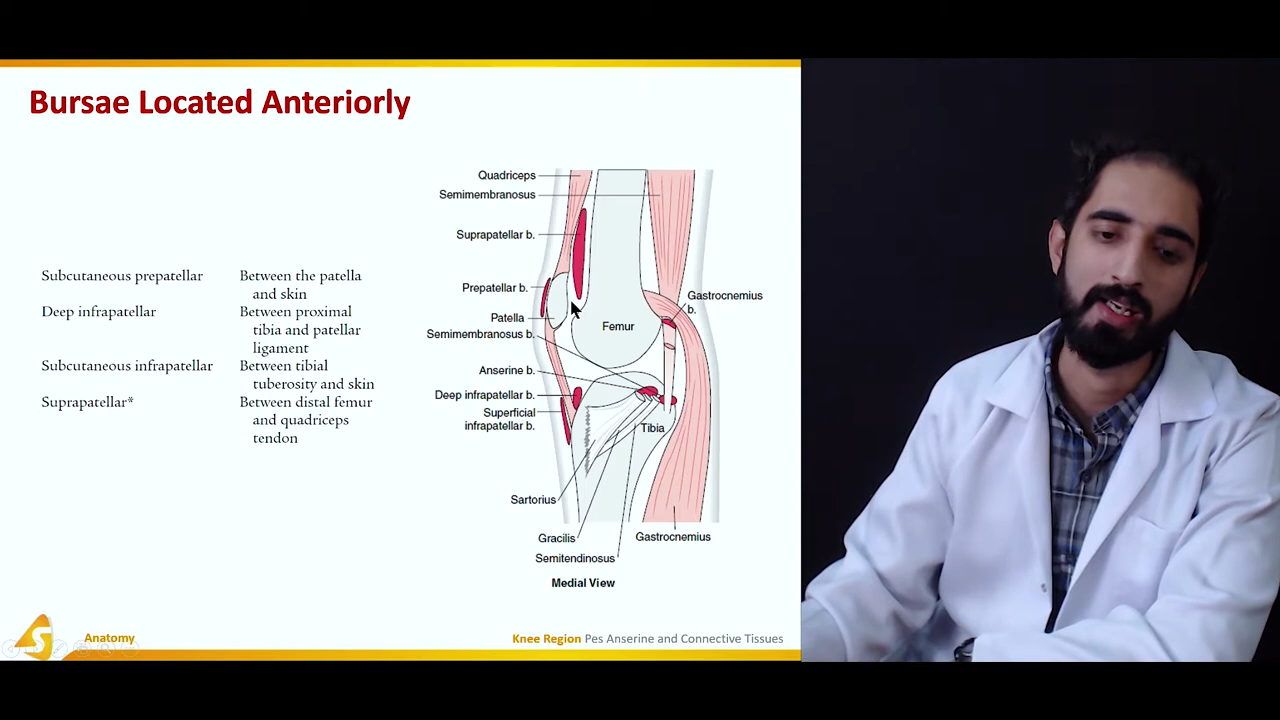 Bursae Located Anteriorly
Subcutaneous prepatellar Between the patella
and skin
Deep infrapatellar Between proximal
tibia and patellar
ligament
Subcutaneous infrapatellar Between tibial
tuberosity and skin
Suprapatellar* Between distal femur
and quadriceps
tendon
Quadriceps
Semimembranosus
Suprapatellar b.
Prepatellar b.
Gastrocnemius
b.
Patella
Femur
Semimembranosus b.
Anserine b.
Deep infrapatellar b.
Superficial
infrapatellar b.
Tibia
Sartorius
Gracilis
Gastrocnemius
Semitendinosus
Medial View
S
Anatomy
Knee Region Pes Anserine and Connective Tissues